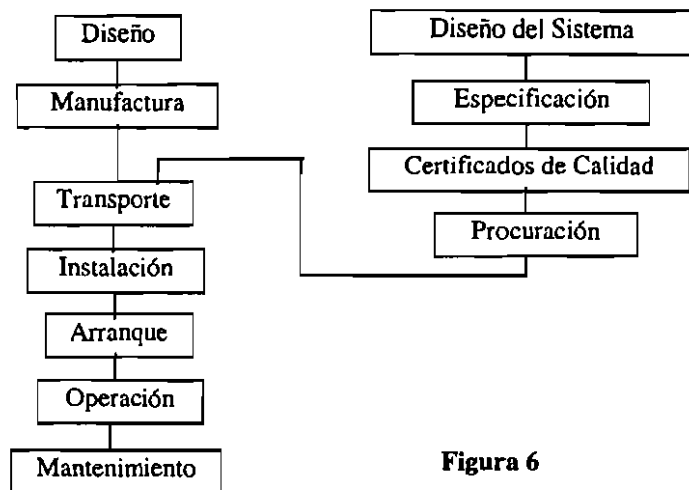 Diseño
Manufactura
Transporte
Instalación
Arranque
Operación
Mantenimiento
Diseño del Sistema
Especificación
Certificados de Calidad
Procuración
Figura 6